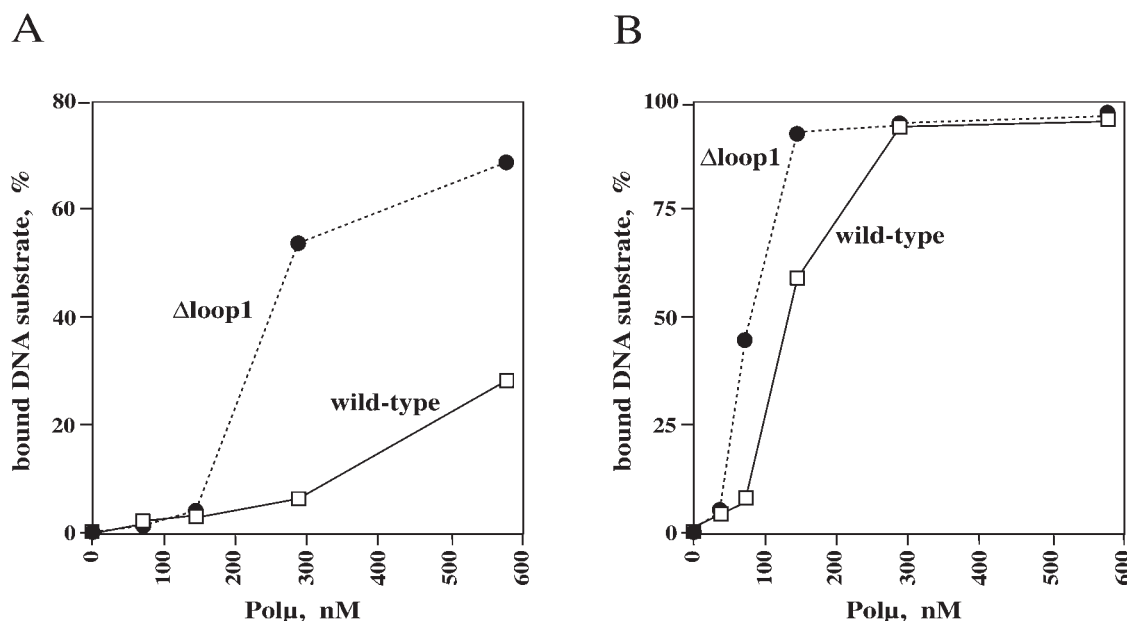 A
bound DNA substrate, %
80
60
40
20
0
Δloop1
wild-type
0
100
200
300
400
500
600
Polμ, nM
B
bound DNA substrate, %
100
75
50
25
0
Δloop1
wild-type
0
100
200
300
400
500
600
Polμ, nM